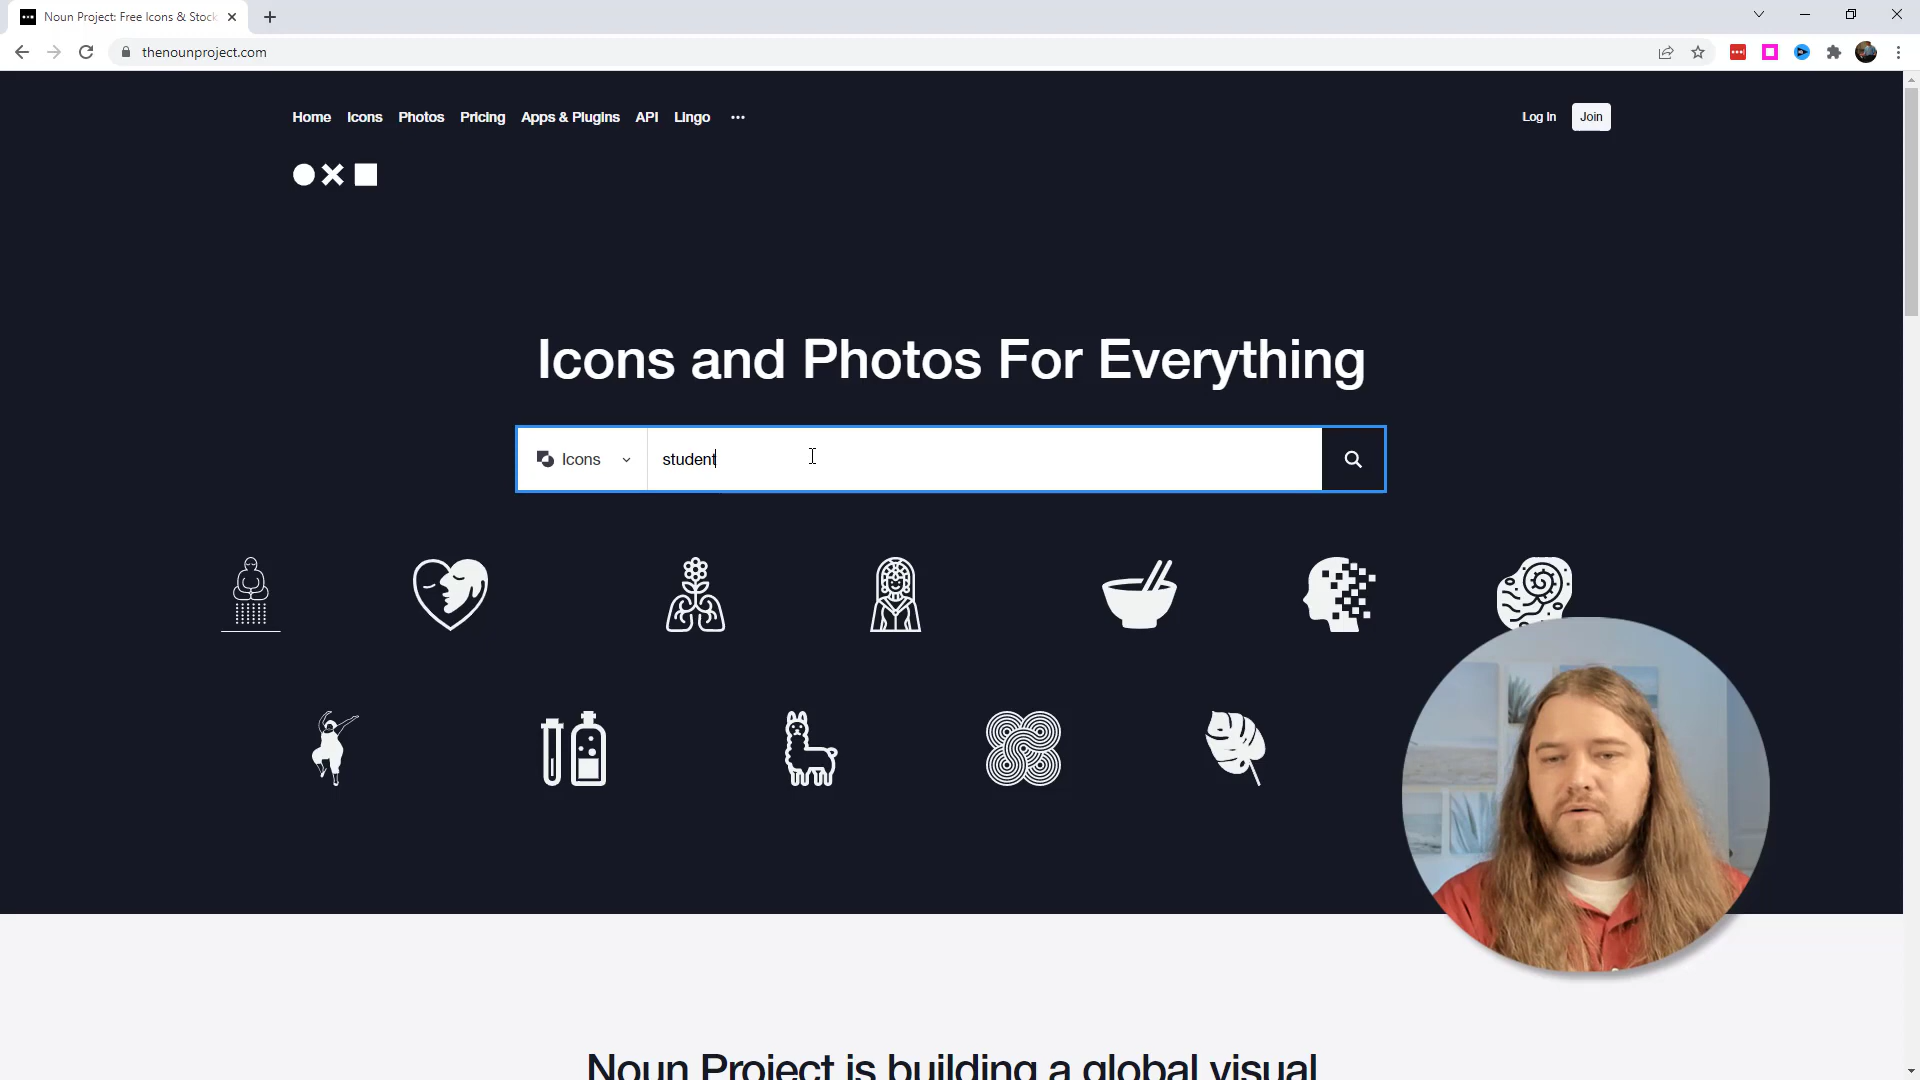 Noun Project: Free Icons & Stock
thenounproject.com
Home Icons Photos Pricing Apps & Plugins API Lingo ••• Log In Join
Icons and Photos For Everything
Icons student
Noun Project is building a global visual